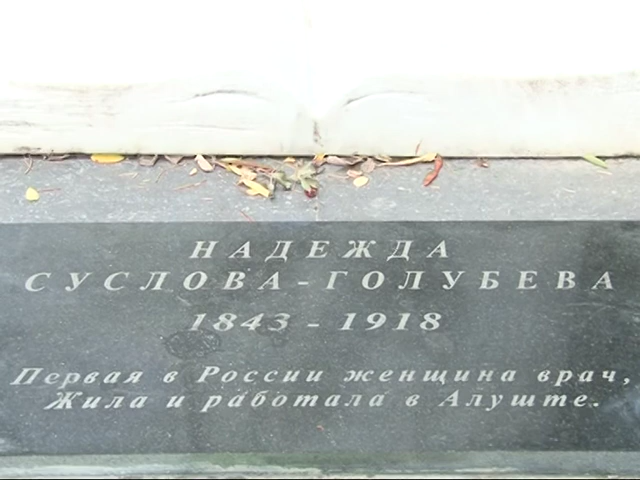 НАДЕЖДА
СУСЛОВА-ГОЛУБЕВА
1843 - 1918
Первая в России женщина врач,
Жила и работала в Алуште.